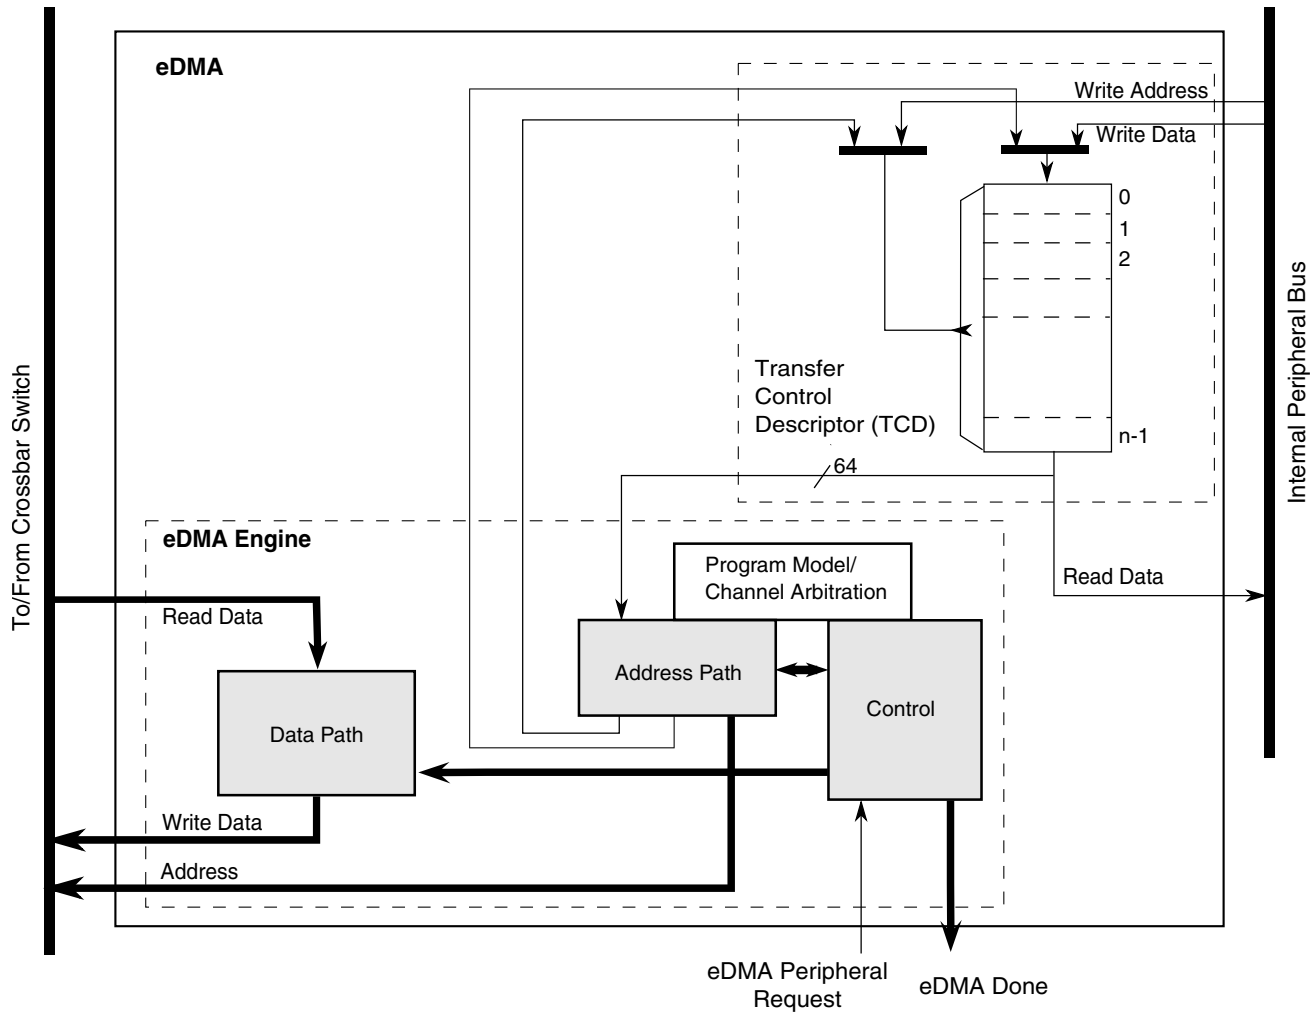 eDMA
Write Address
Write Data
0
1
2
n-1
Transfer
Control
Descriptor (TCD)
64
Internal Peripheral Bus
To/From Crossbar Switch
eDMA Engine
Program Model/
Channel Arbitration
Read Data
Read Data
Address Path
Control
Data Path
Write Data
Address
eDMA Peripheral
Request
eDMA Done